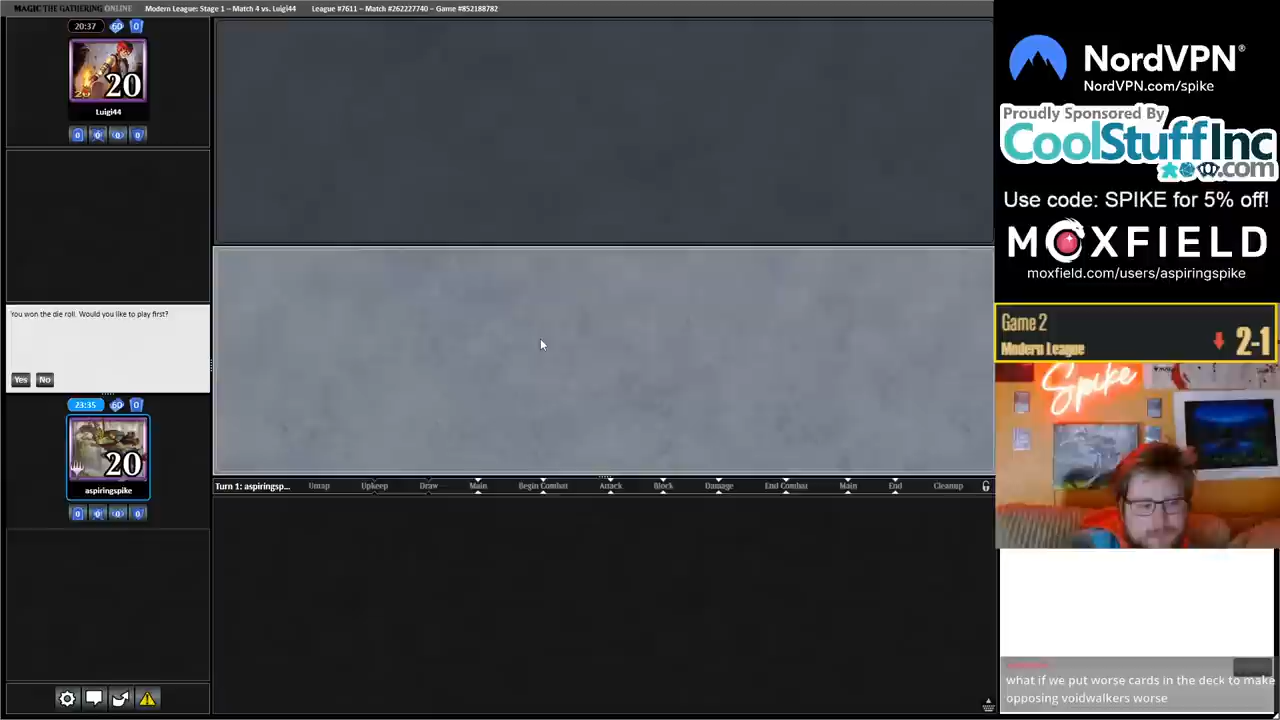 MAGIC THE GATHERING ONLINE Modern League: Stage 1 – Match 4 vs. Luigi44 League #7611 – Match #262227740 – Game #852188782
20:37 60 0
20
Luigi44
0 0 0 0
You won the die roll. Would you like to play first?
Yes No
23:35 60 0
20
aspiringspike
0 0 0 0
Turn 1: aspiringsp... Untap Upkeep Draw Main Begin Combat Attack Block Damage End Combat Main End Cleanup
NordVPN®
NordVPN.com/spike
Proudly Sponsored By
CoolStuffInc
.com
Use code: SPIKE for 5% off!
MOXFIELD
moxfield.com/users/aspiringspike
Game 2
Modern League 2-1
Spike
what if we put worse cards in the deck to make
opposing voidwalkers worse